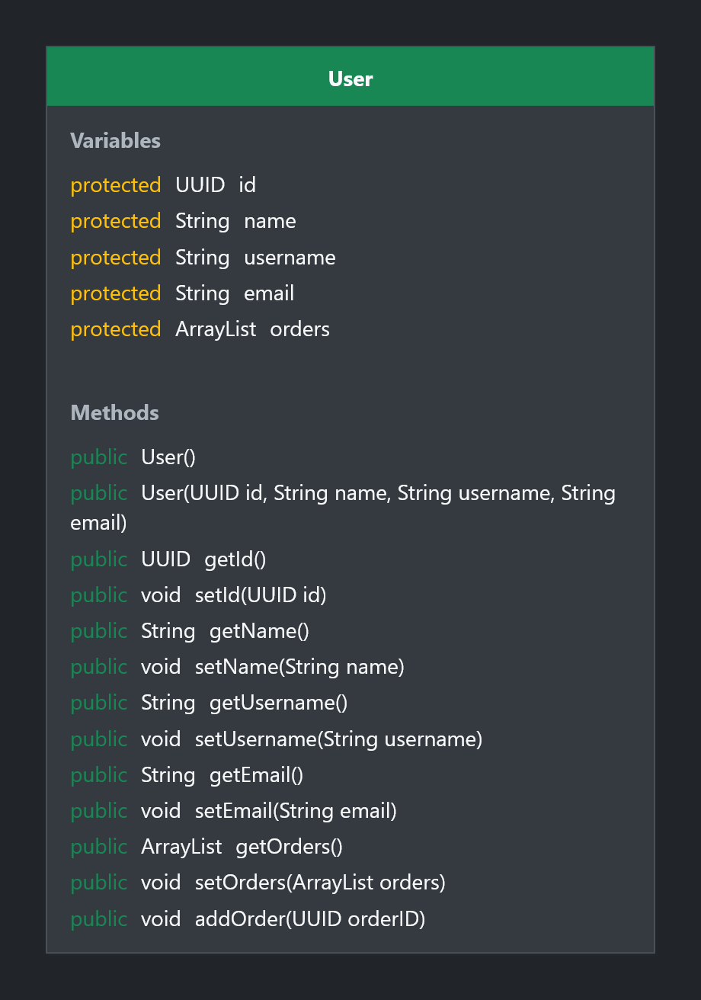 User
Variables
protected UUID id
protected String name
protected String username
protected String email
protected ArrayList orders
Methods
public User()
public User(UUID id, String name, String username, String
email)
public UUID getId()
public void setId(UUID id)
public String getName()
public void setName(String name)
public String getUsername()
public void setUsername(String username)
public String getEmail()
public void setEmail(String email)
public ArrayList getOrders()
public void setOrders(ArrayList orders)
public void addOrder(UUID orderID)